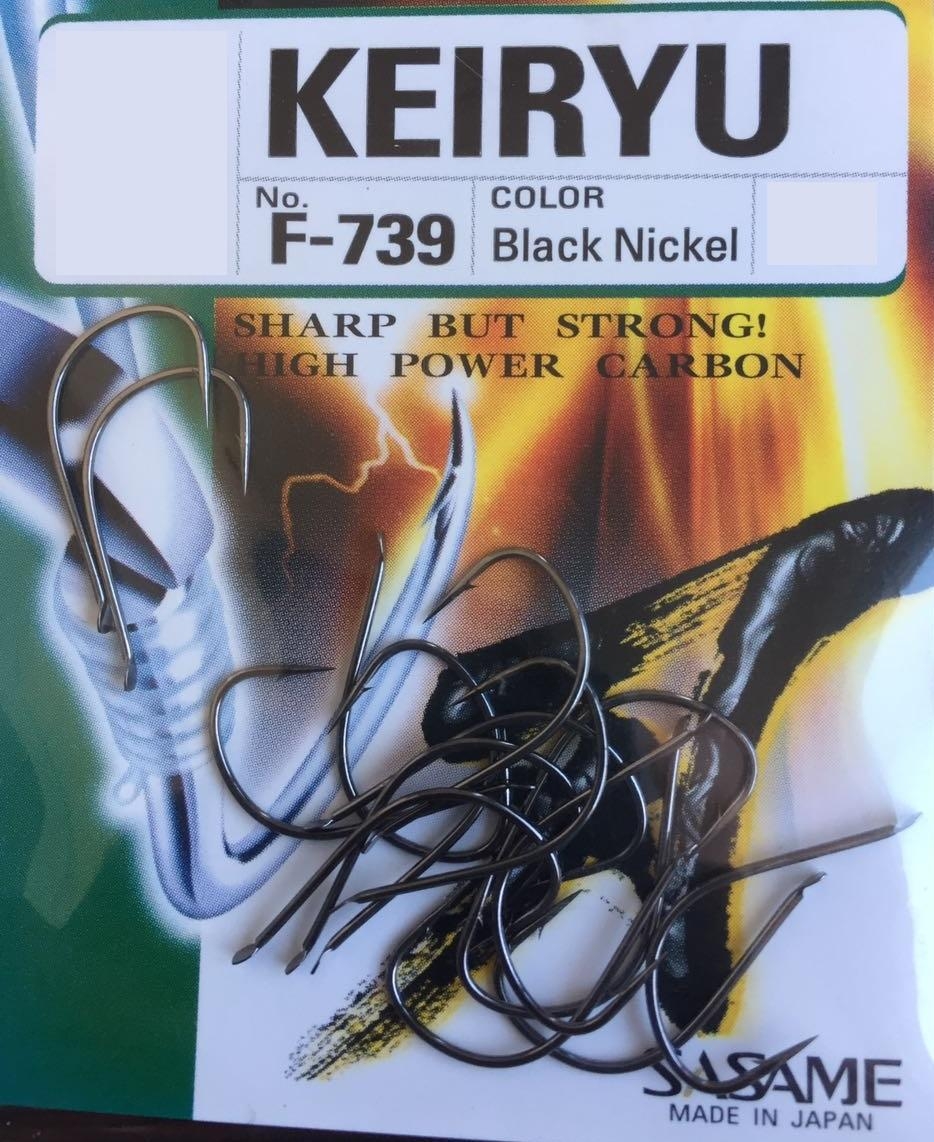 KEIRYU
No. COLOR
F-739 Black Nickel
SHARP BUT STRONG!
HIGH POWER CARBON
SASAME
MADE IN JAPAN